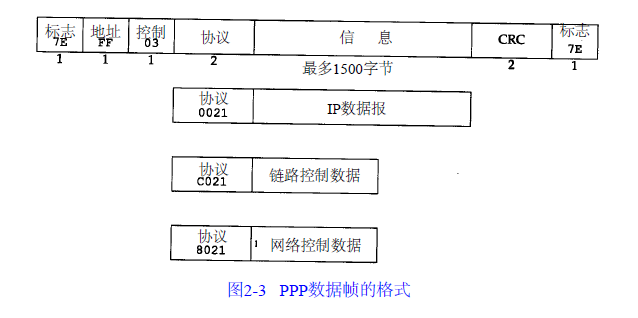 标志 地址 控制 协议 信 息 CRC 标志
7E FF 03 7E
1 1 1 2 最多1500字节 2 1
协议 IP数据报
0021
协议 链路控制数据
C021
协议 网络控制数据
8021
图2-3 PPP数据帧的格式